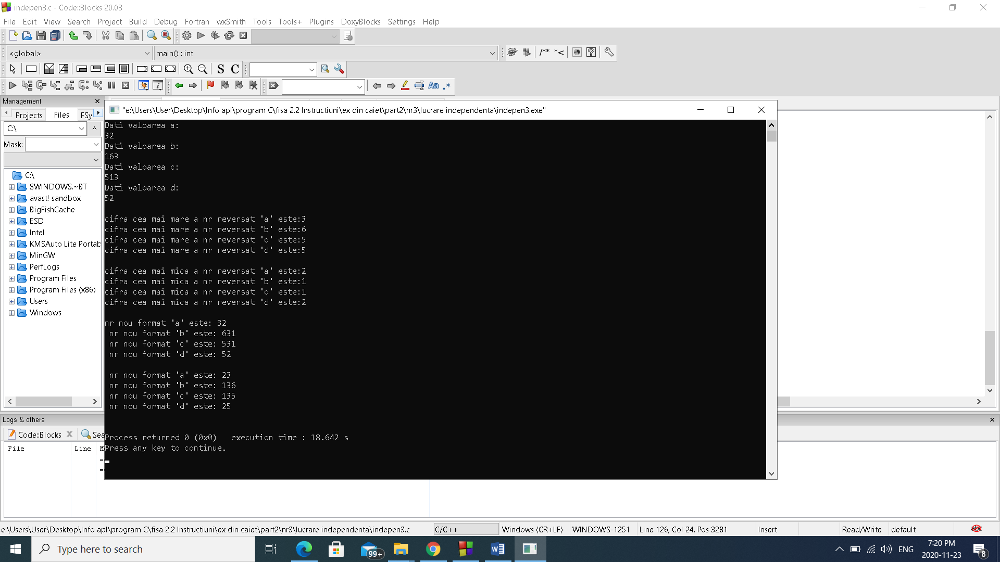 indepen3.c - Code::Blocks 20.03
File Edit View Search Project Build Debug Fortran wxSmith Tools Tools+ Plugins DoxyBlocks Settings Help
<global> main() : int /** *<
S C
Aa .*
Management
Projects Files FSy
C:\
Mask:
C:\
$WINDOWS.~BT
avast! sandbox
BigFishCache
ESD
Intel
KMSAuto Lite Portab
MinGW
PerfLogs
Program Files
Program Files (x86)
Users
Windows
"e:\Users\User\Desktop\Info apl\program C\fisa 2.2 Instructiuni\ex din caiet\part2\nr3\lucrare independenta\indepen3.exe"
Dati valoarea a:
32
Dati valoarea b:
163
Dati valoarea c:
513
Dati valoarea d:
52
cifra cea mai mare a nr reversat 'a' este:3
cifra cea mai mare a nr reversat 'b' este:6
cifra cea mai mare a nr reversat 'c' este:5
cifra cea mai mare a nr reversat 'd' este:5
cifra cea mai mica a nr reversat 'a' este:2
cifra cea mai mica a nr reversat 'b' este:1
cifra cea mai mica a nr reversat 'c' este:1
cifra cea mai mica a nr reversat 'd' este:2
nr nou format 'a' este: 32
nr nou format 'b' este: 631
nr nou format 'c' este: 531
nr nou format 'd' este: 52
nr nou format 'a' este: 23
nr nou format 'b' este: 136
nr nou format 'c' este: 135
nr nou format 'd' este: 25
Process returned 0 (0x0) execution time : 18.642 s
Press any key to continue.
Logs & others
Code::Blocks Sea
File Line M
=
=
e:\Users\User\Desktop\Info apl\program C\fisa 2.2 Instructiuni\ex din caiet\part2\nr3\lucrare independenta\indepen3.c C/C++ Windows (CR+LF) WINDOWS-1251 Line 126, Col 24, Pos 3281 Insert Read/Write default abc
Type here to search 99+ ENG 7:20 PM
2020-11-23 8